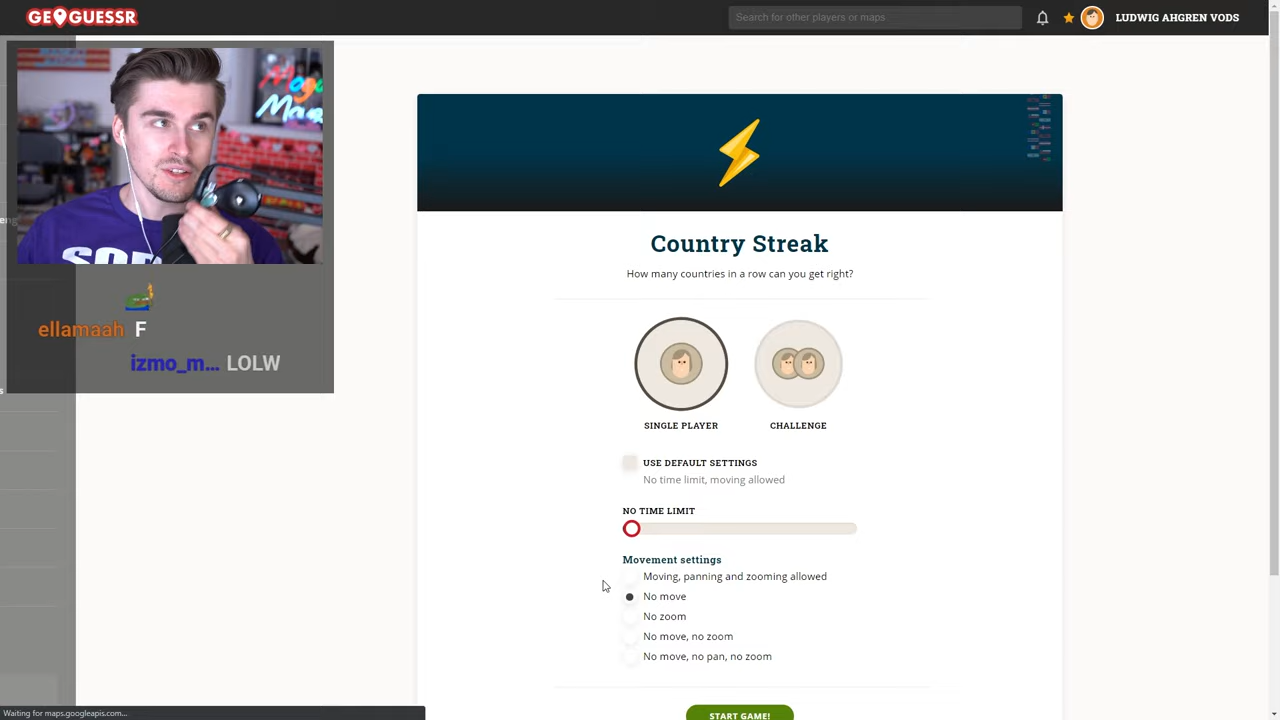 GEOGUESSR
Search for other players or maps
LUDWIG AHGREN VODS
ellamaah F
izmo_m... LOLW
Country Streak
How many countries in a row can you get right?
SINGLE PLAYER
CHALLENGE
USE DEFAULT SETTINGS
No time limit, moving allowed
NO TIME LIMIT
Movement settings
Moving, panning and zooming allowed
No move
No zoom
No move, no zoom
No move, no pan, no zoom
START GAME!
Waiting for maps.googleapis.com...